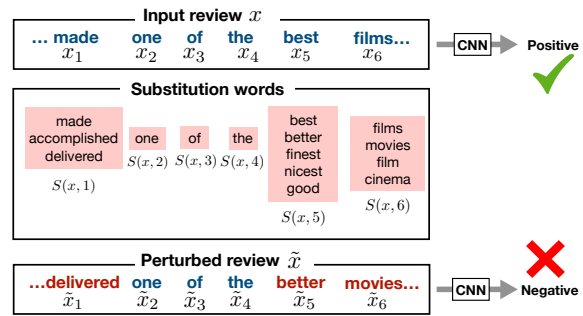 Input review x
... made one of the best films...
x₁ x₂ x₃ x₄ x₅ x₆
CNN
Positive
Substitution words
made
accomplished
delivered
S(x, 1)
one
S(x, 2)
of
S(x, 3)
the
S(x, 4)
best
better
finest
nicest
good
S(x, 5)
films
movies
film
cinema
S(x, 6)
Perturbed review x̃
...delivered one of the better movies...
x̃₁ x̃₂ x̃₃ x̃₄ x̃₅ x̃₆
CNN
Negative